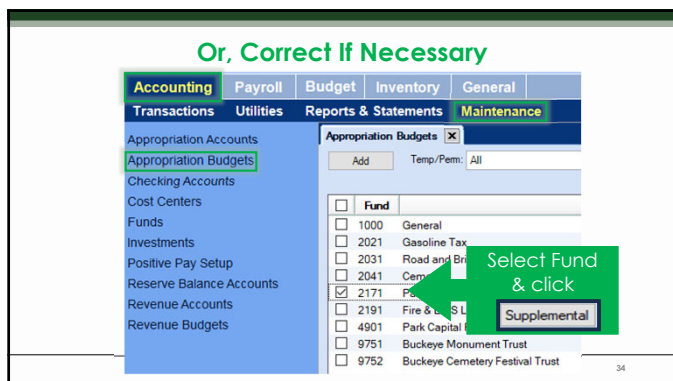 Or, Correct If Necessary
Accounting Payroll Budget Inventory General
Transactions Utilities Reports & Statements Maintenance
Appropriation Accounts
Appropriation Budgets
Checking Accounts
Cost Centers
Funds
Investments
Positive Pay Setup
Reserve Balance Accounts
Revenue Accounts
Revenue Budgets
Appropriation Budgets
Add Temp/Perm: All
Fund
1000 General
2021 Gasoline Tax
2031 Road and
2041
2171
2191 Fire &
4901 Park Capital
9751 Buckeye Monument Trust
9752 Buckeye Cemetery Festival Trust
Select Fund
& click
Supplemental
34